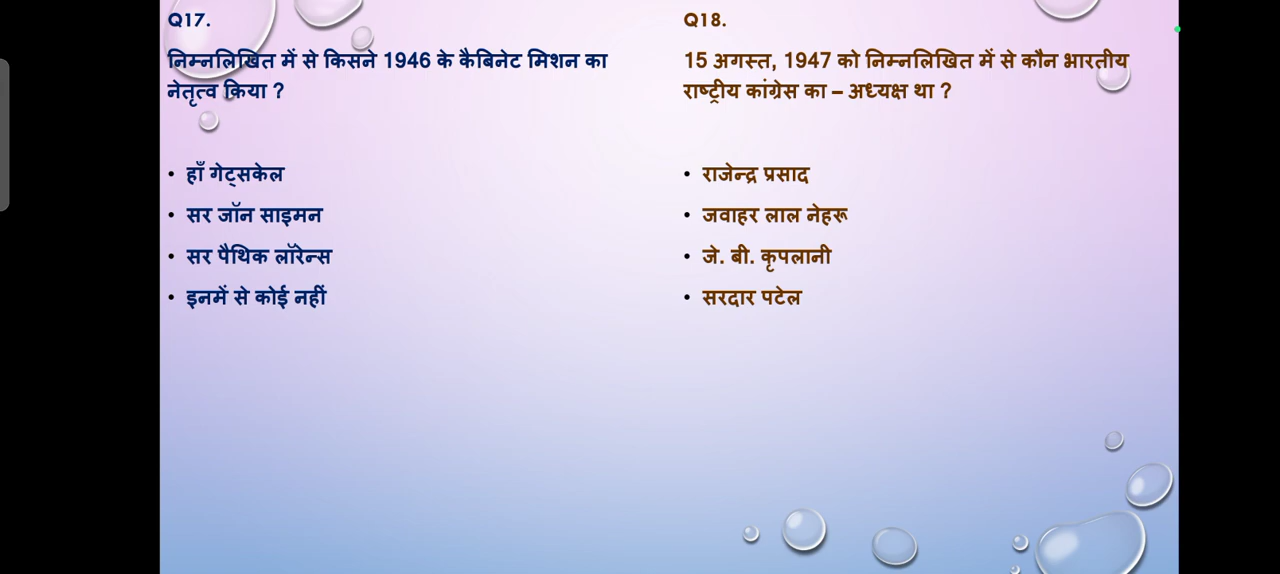 Q17.
निम्नलिखित में से किसने 1946 के कैबिनेट मिशन का
नेतृत्व किया ?
• हाँ गेट्सकेल
• सर जॉन साइमन
• सर पैथिक लॉरेन्स
• इनमें से कोई नहीं
Q18.
15 अगस्त, 1947 को निम्नलिखित में से कौन भारतीय
राष्ट्रीय कांग्रेस का – अध्यक्ष था ?
• राजेन्द्र प्रसाद
• जवाहर लाल नेहरू
• जे. बी. कृपलानी
• सरदार पटेल